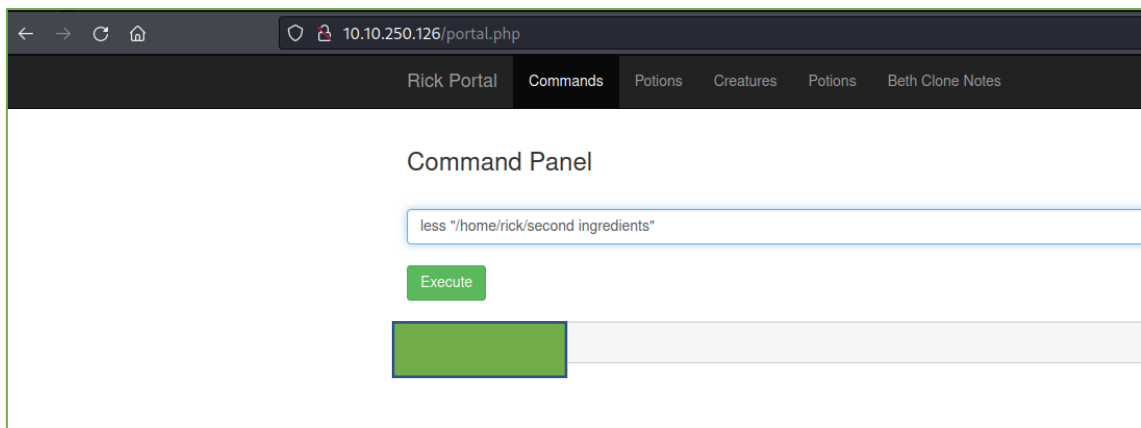 10.10.250.126/portal.php
Rick Portal Commands Potions Creatures Potions Beth Clone Notes
Command Panel
less "/home/rick/second ingredients"
Execute